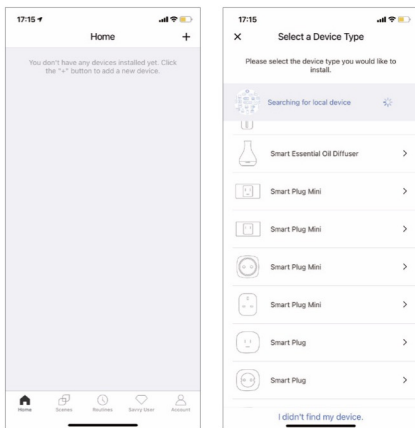 17:15
Home
+
You don't have any devices installed yet. Click
the "+" button to add a new device.
Home
Scenes
Routines
Savvy User
Account
17:15
Select a Device Type
Please select the device type you would like to
install.
Searching for local device
Smart Essential Oil Diffuser
Smart Plug Mini
Smart Plug Mini
Smart Plug Mini
Smart Plug Mini
Smart Plug
Smart Plug
I didn't find my device.